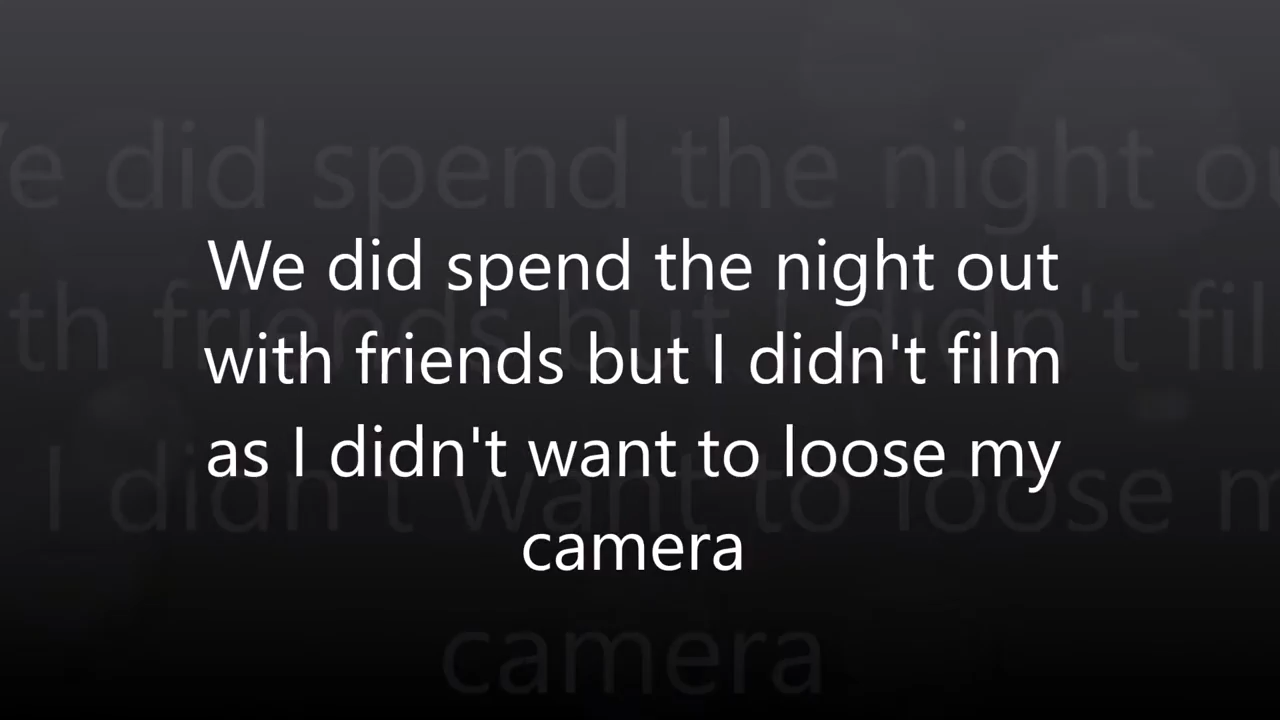 We did spend the night out
with friends but I didn't film
as I didn't want to loose my
camera